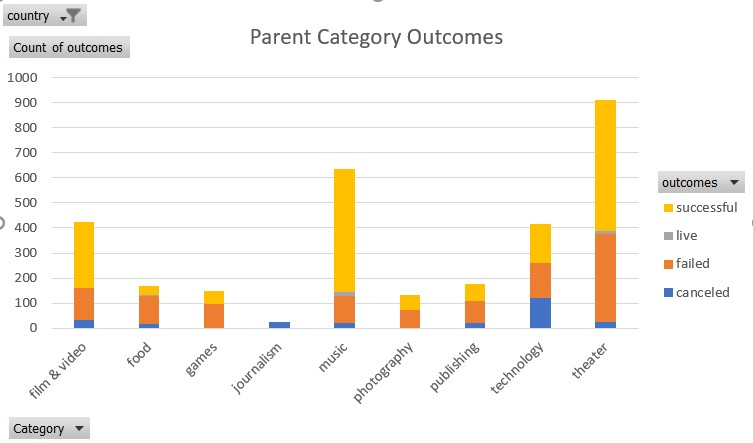 country
Count of outcomes
Parent Category Outcomes
1000
900
800
700
600
500
400
300
200
100
0
film & video
food
games
journalism
music
photography
publishing
technology
theater
outcomes
successful
live
failed
canceled
Category